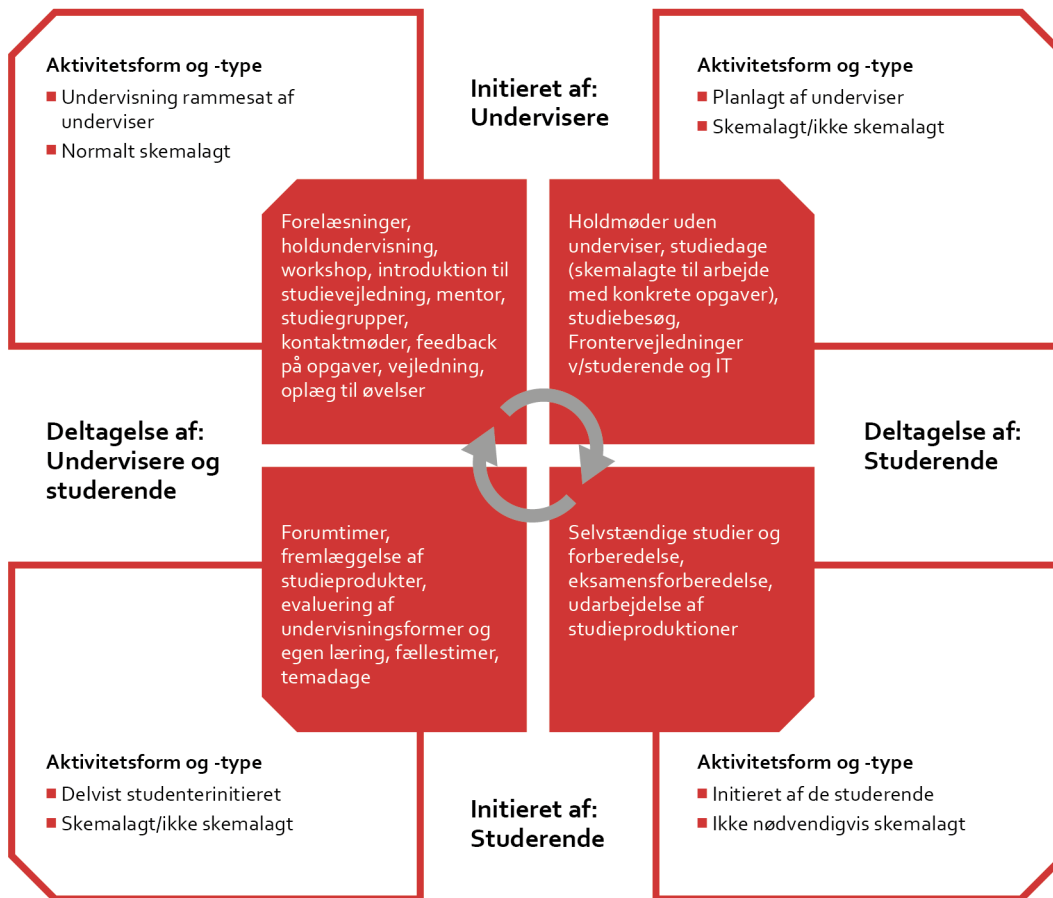 Aktivitetsform og -type
■ Undervisning rammesat af
underviser
■ Normalt skemalagt
Initieret af:
Undervisere
Aktivitetsform og -type
■ Planlagt af underviser
■ Skemalagt/ikke skemalagt
Forelæsninger,
holdundervisning,
workshop, introduktion til
studievejledning, mentor,
studiegrupper,
kontaktmøder, feedback
på opgaver, vejledning,
oplæg til øvelser
Holdmøder uden
underviser, studiedage
(skemalagte til arbejde
med konkrete opgaver),
studiebesøg,
Frontervejledninger
v/studerende og IT
Deltagelse af:
Undervisere og
studerende
Deltagelse af:
Studerende
Forumtimer,
fremlæggelse af
studieprodukter,
evaluering af
undervisningsformer og
egen læring, fællestimer,
temadage
Selvstændige studier og
forberedelse,
eksamensforberedelse,
udarbejdelse af
studieproduktioner
Aktivitetsform og -type
■ Delvist studenterinitieret
■ Skemalagt/ikke skemalagt
Initieret af:
Studerende
Aktivitetsform og -type
■ Initieret af de studerende
■ Ikke nødvendigvis skemalagt